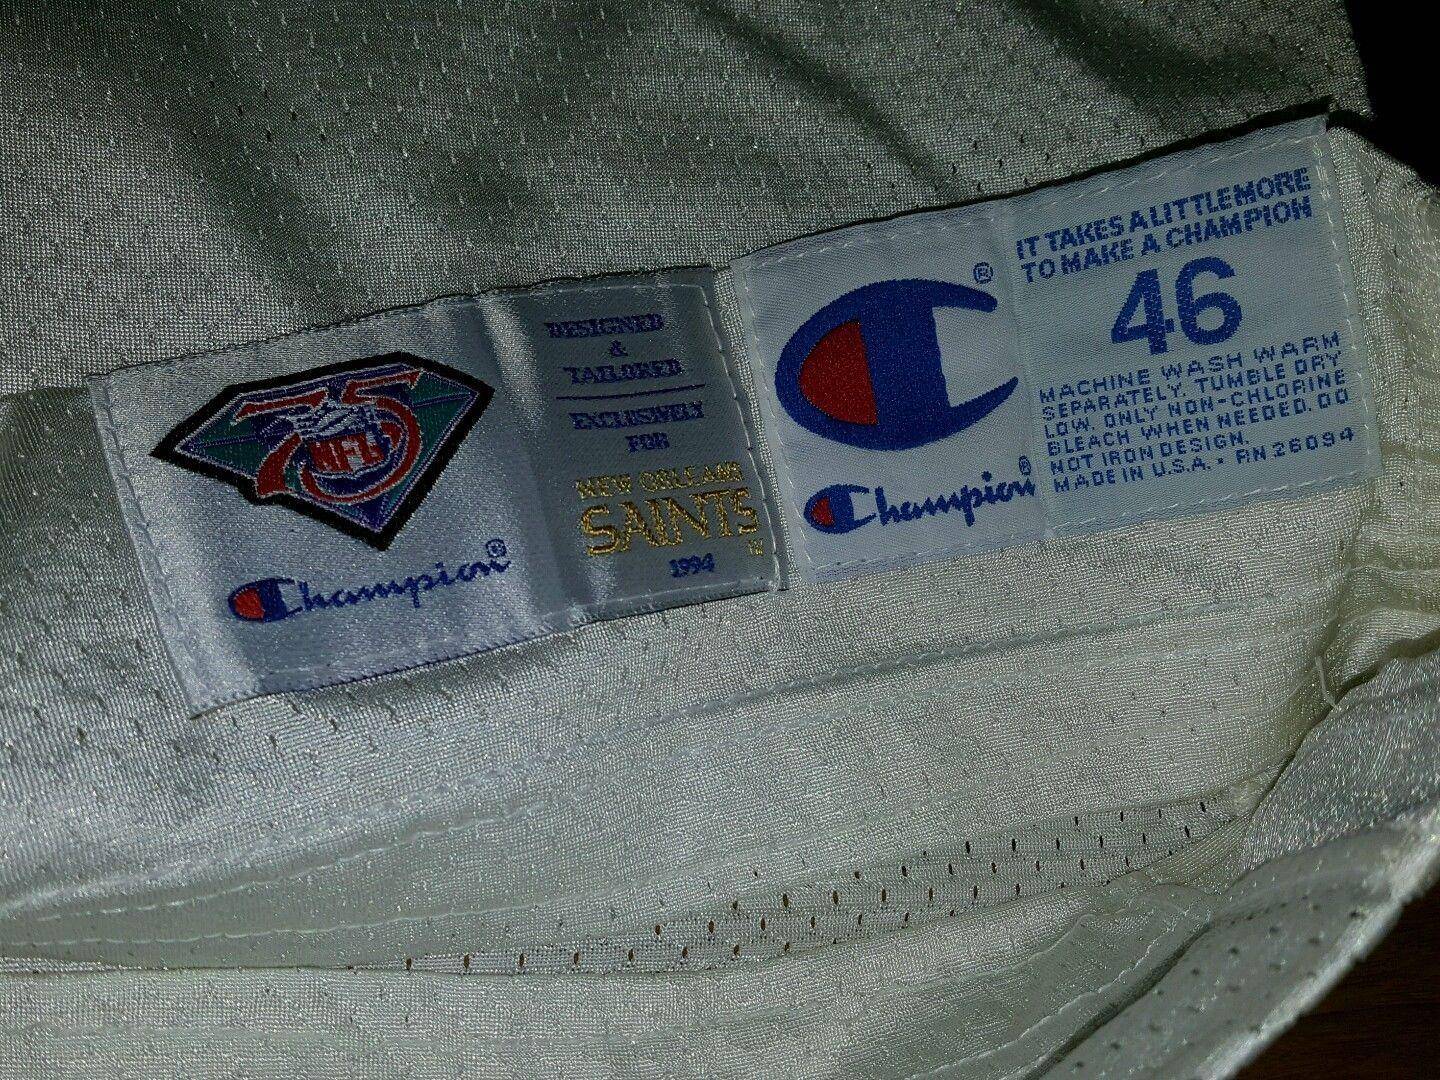 75
NFL
Champion®
DESIGNED
&
TAILORED
EXCLUSIVELY
FOR
NEW ORLEANS
SAINTS
1994
®
Champion®
IT TAKES A LITTLE MORE
TO MAKE A CHAMPION
46
MACHINE WASH WARM
SEPARATELY. TUMBLE DRY
LOW. ONLY NON-CHLORINE
BLEACH WHEN NEEDED. DO
NOT IRON DESIGN.
MADE IN U.S.A. • RN 26094